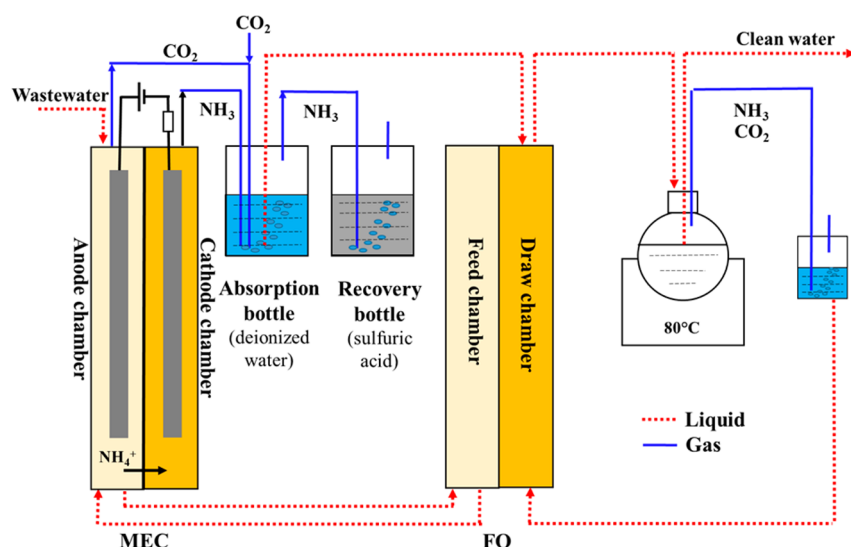 CO₂
CO₂
Clean water
Wastewater
NH₃
NH₃
NH₃
CO₂
Anode chamber
Cathode chamber
Feed chamber
Draw chamber
Absorption
bottle
(deionized
water)
Recovery
bottle
(sulfuric
acid)
80°C
Liquid
Gas
NH₄⁺
MEC
FO